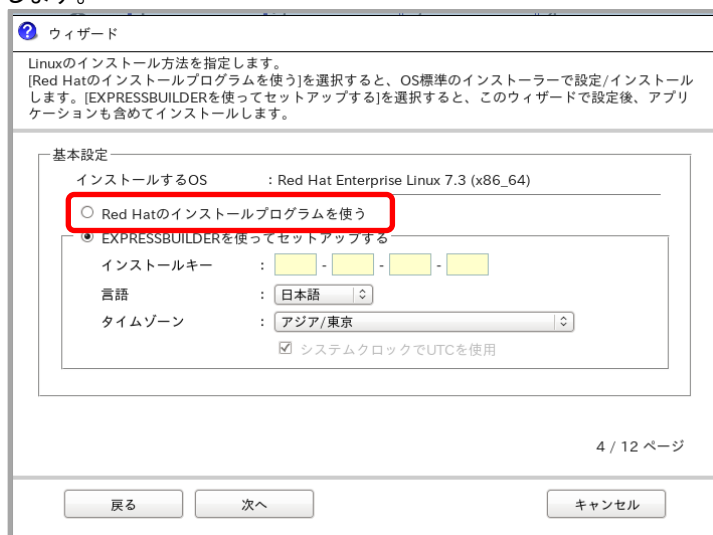 します。
ウィザード
Linuxのインストール方法を指定します。
[Red Hatのインストールプログラムを使う]を選択すると、OS標準のインストーラーで設定/インストール
します。[EXPRESSBUILDERを使ってセットアップする]を選択すると、このウィザードで設定後、アプリ
ケーションも含めてインストールします。
基本設定
インストールするOS : Red Hat Enterprise Linux 7.3 (x86_64)
Red Hatのインストールプログラムを使う
EXPRESSBUILDERを使ってセットアップする
インストールキー : - - -
言語 : 日本語
タイムゾーン : アジア/東京
システムクロックでUTCを使用
4 / 12 ページ
戻る 次へ キャンセル